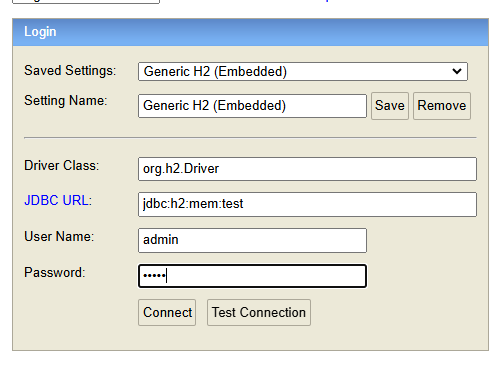 Login
Saved Settings: Generic H2 (Embedded)
Setting Name: Generic H2 (Embedded) Save Remove
Driver Class: org.h2.Driver
JDBC URL: jdbc:h2:mem:test
User Name: admin
Password: •••••
Connect Test Connection